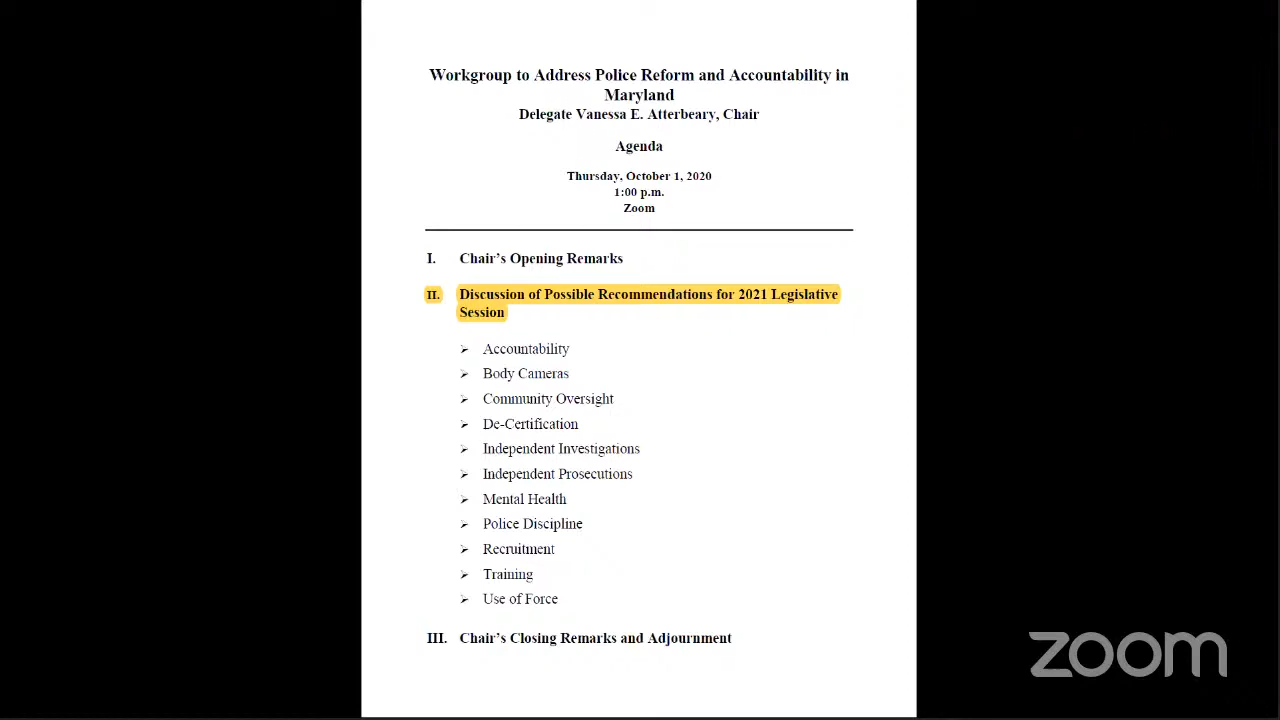 Workgroup to Address Police Reform and Accountability in
Maryland
Delegate Vanessa E. Atterbeary, Chair
Agenda
Thursday, October 1, 2020
1:00 p.m.
Zoom
I. Chair's Opening Remarks
II. Discussion of Possible Recommendations for 2021 Legislative
Session
➢ Accountability
➢ Body Cameras
➢ Community Oversight
➢ De-Certification
➢ Independent Investigations
➢ Independent Prosecutions
➢ Mental Health
➢ Police Discipline
➢ Recruitment
➢ Training
➢ Use of Force
III. Chair's Closing Remarks and Adjournment
zoom